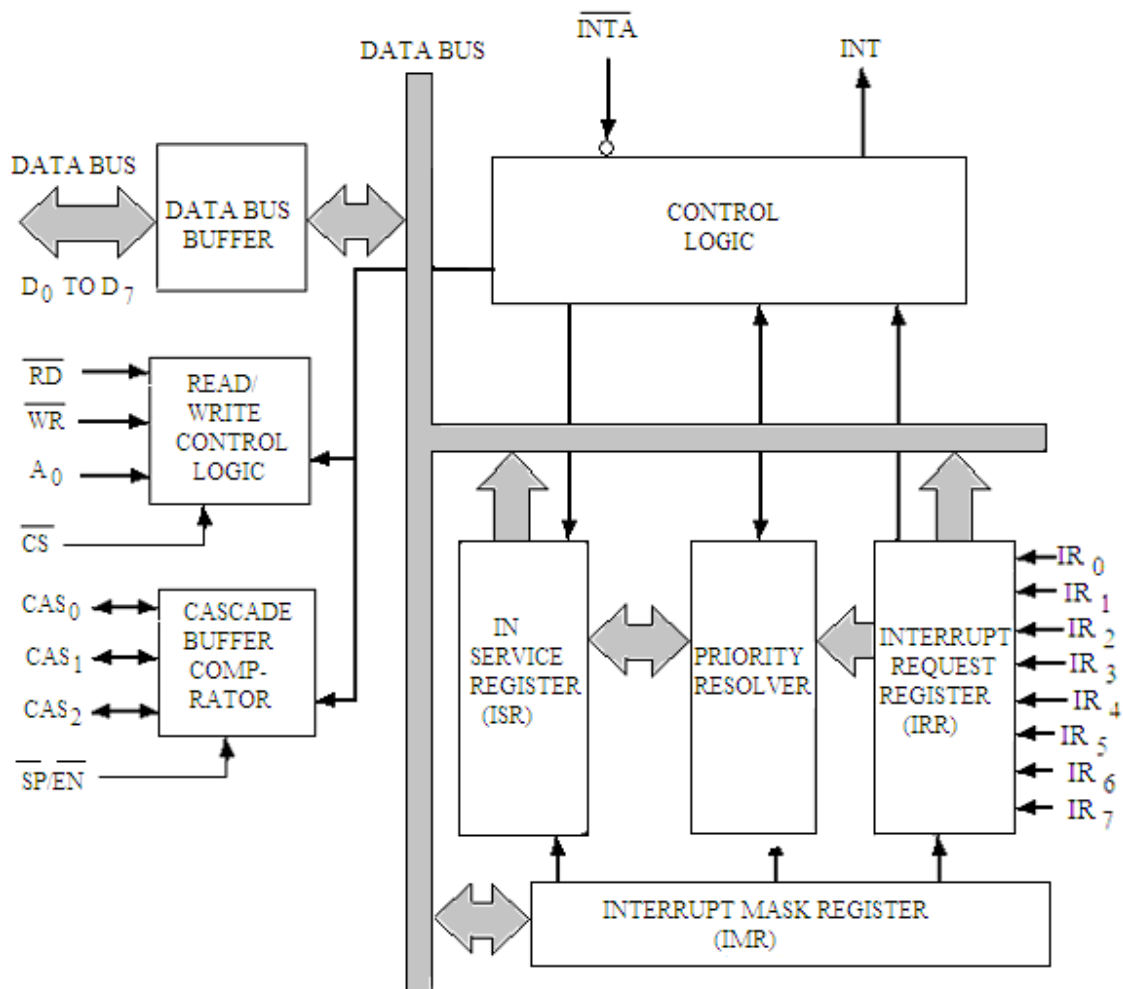 DATA BUS
INTA
INT
DATA BUS
DATA BUS
BUFFER
D0 TO D7
CONTROL
LOGIC
RD
WR
A0
CS
READ/
WRITE
CONTROL
LOGIC
CAS0
CAS1
CAS2
SP/EN
CASCADE
BUFFER
COMP-
RATOR
IN
SERVICE
REGISTER
(ISR)
PRIORITY
RESOLVER
INTERRUPT
REQUEST
REGISTER
(IRR)
IR0
IR1
IR2
IR3
IR4
IR5
IR6
IR7
INTERRUPT MASK REGISTER
(IMR)